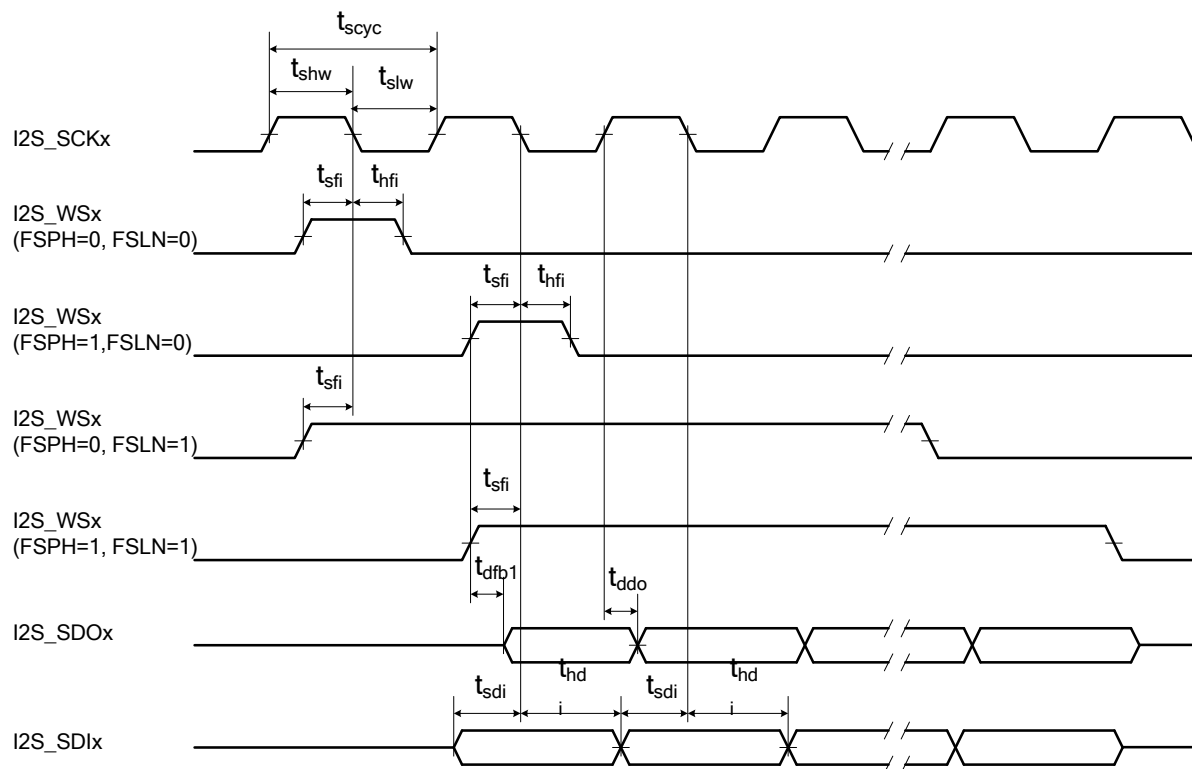 tscyc
tshw
tslw
I2S_SCKx
tsfi
thfi
I2S_WSx
(FSPH=0, FSLN=0)
tsfi
thfi
I2S_WSx
(FSPH=1,FSLN=0)
tsfi
I2S_WSx
(FSPH=0, FSLN=1)
tsfi
I2S_WSx
(FSPH=1, FSLN=1)
tdfb1
tddo
I2S_SDOx
tsdi
thd
i
tsdi
thd
i
I2S_SDIx